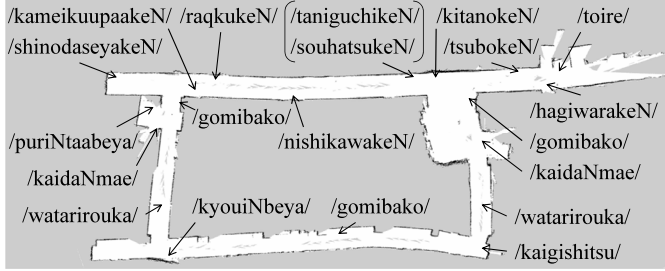 /kameikuupaakeN/ /raqkukeN/ /taniguchikeN/ /kitanokeN/ /toire/
/shinodaseyakeN/ /souhatsukeN/ /tsubokeN/
/gomibako/ /hagiwarakeN/
/puriNtaabeya/ /nishikawakeN/ /gomibako/
/kaidaNmae/ /kaidaNmae/
/watarirouka/ /kyouiNbeya/ /gomibako/ /watarirouka/
/kaigishitsu/